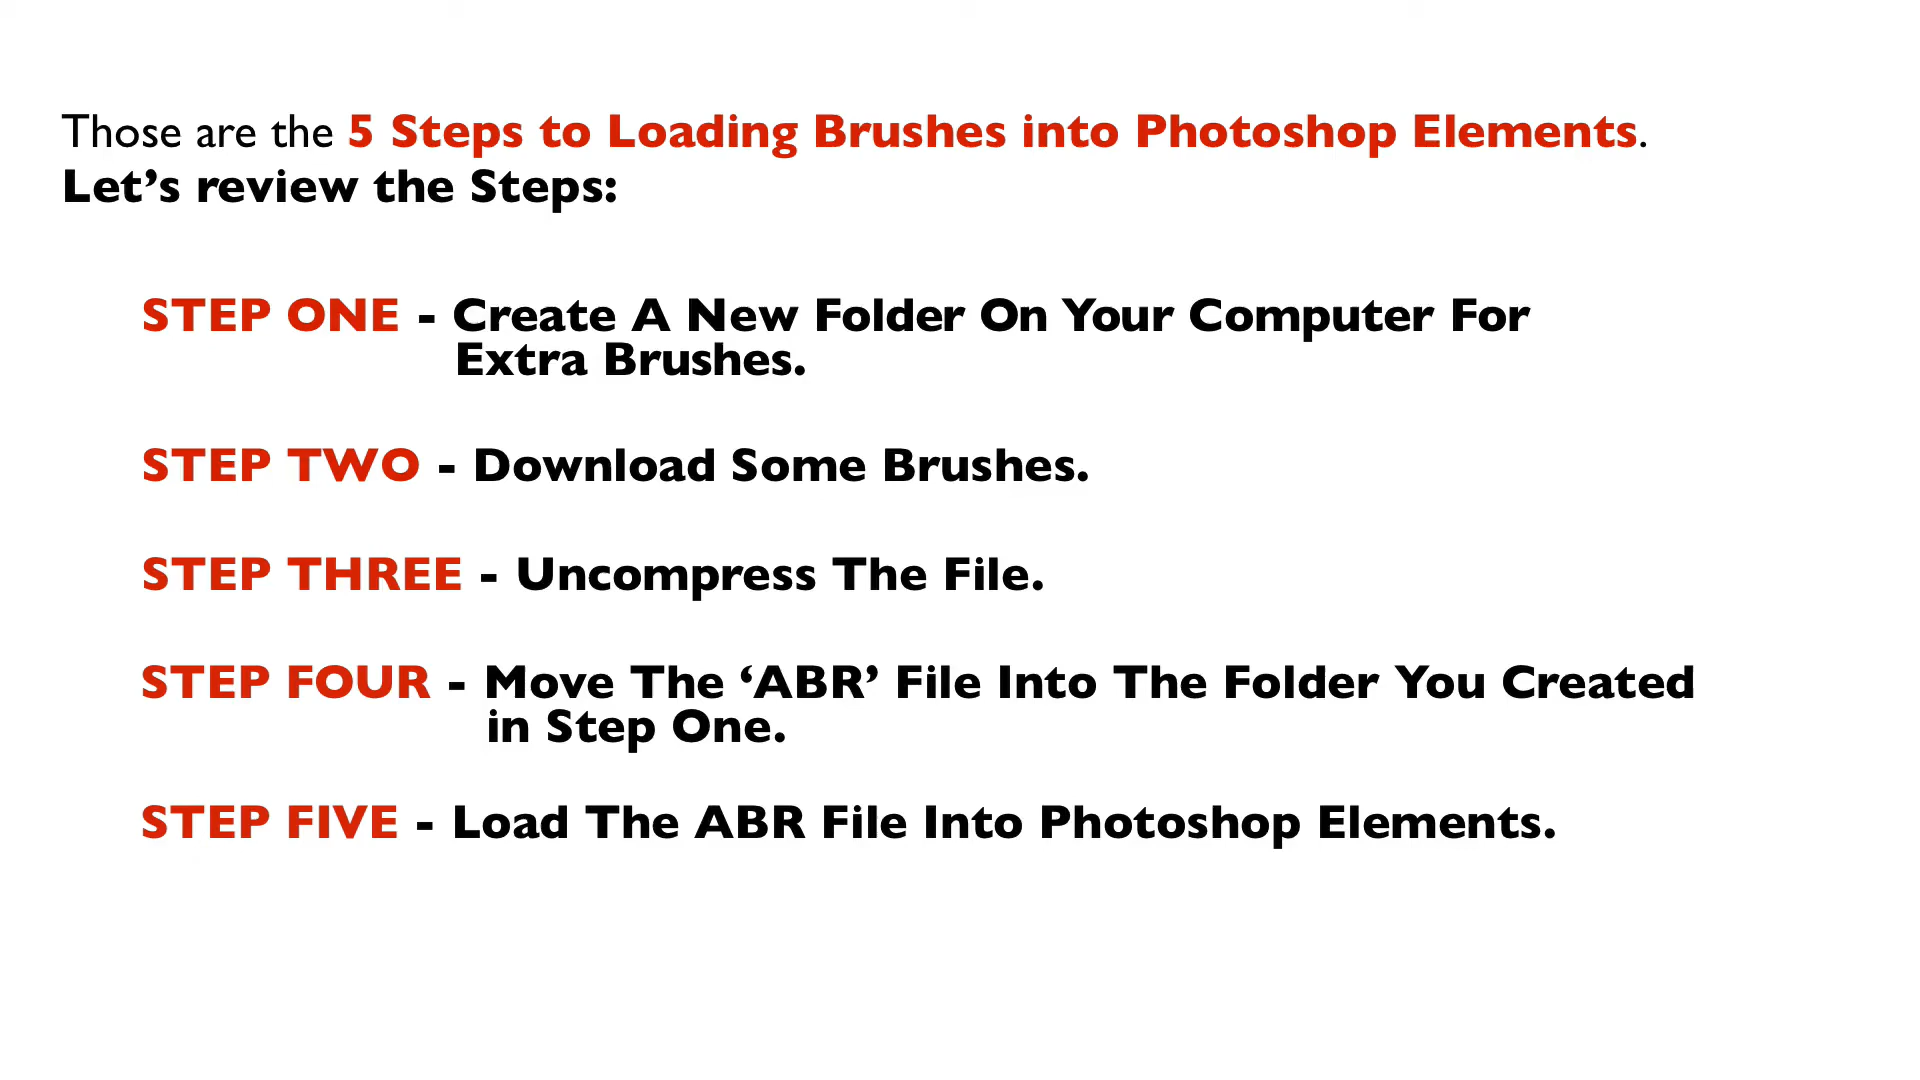 Those are the 5 Steps to Loading Brushes into Photoshop Elements.
Let’s review the Steps:
STEP ONE - Create A New Folder On Your Computer For
Extra Brushes.
STEP TWO - Download Some Brushes.
STEP THREE - Uncompress The File.
STEP FOUR - Move The ‘ABR’ File Into The Folder You Created
in Step One.
STEP FIVE - Load The ABR File Into Photoshop Elements.